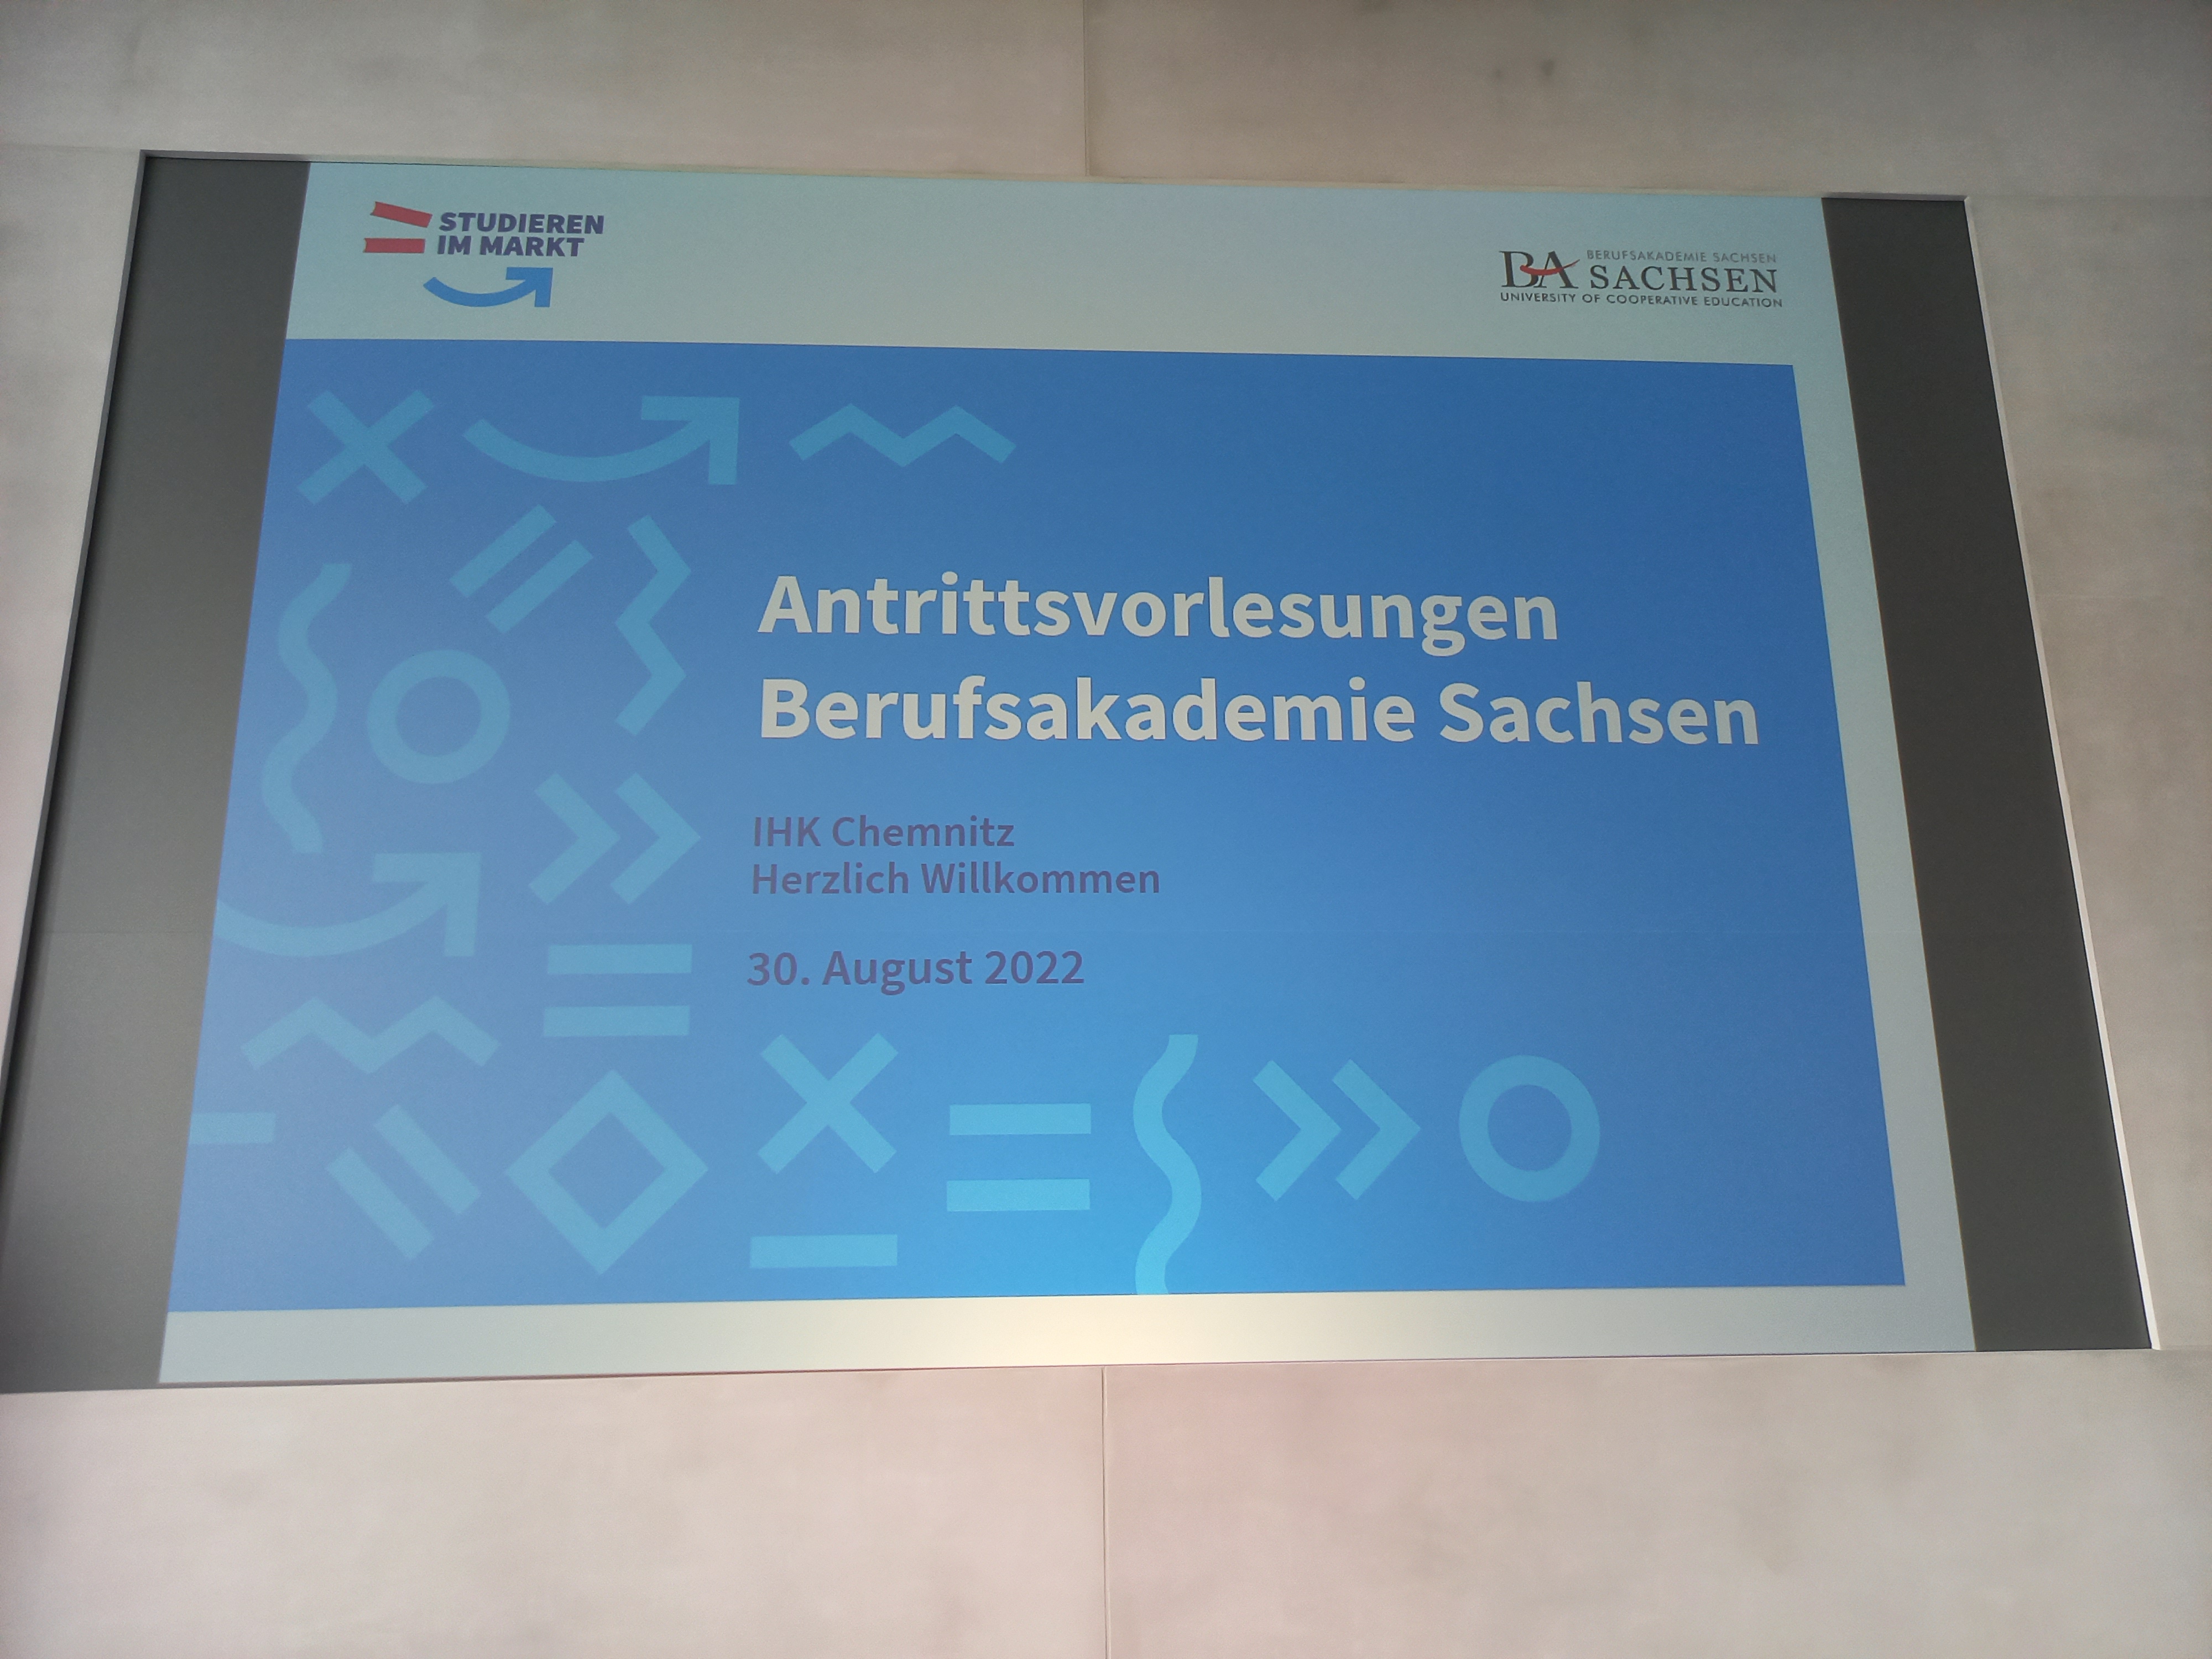 STUDIEREN
IM MARKT
BERUFSAKADEMIE SACHSEN
BA SACHSEN
UNIVERSITY OF COOPERATIVE EDUCATION
Antrittsvorlesungen
Berufsakademie Sachsen
IHK Chemnitz
Herzlich Willkommen
30. August 2022